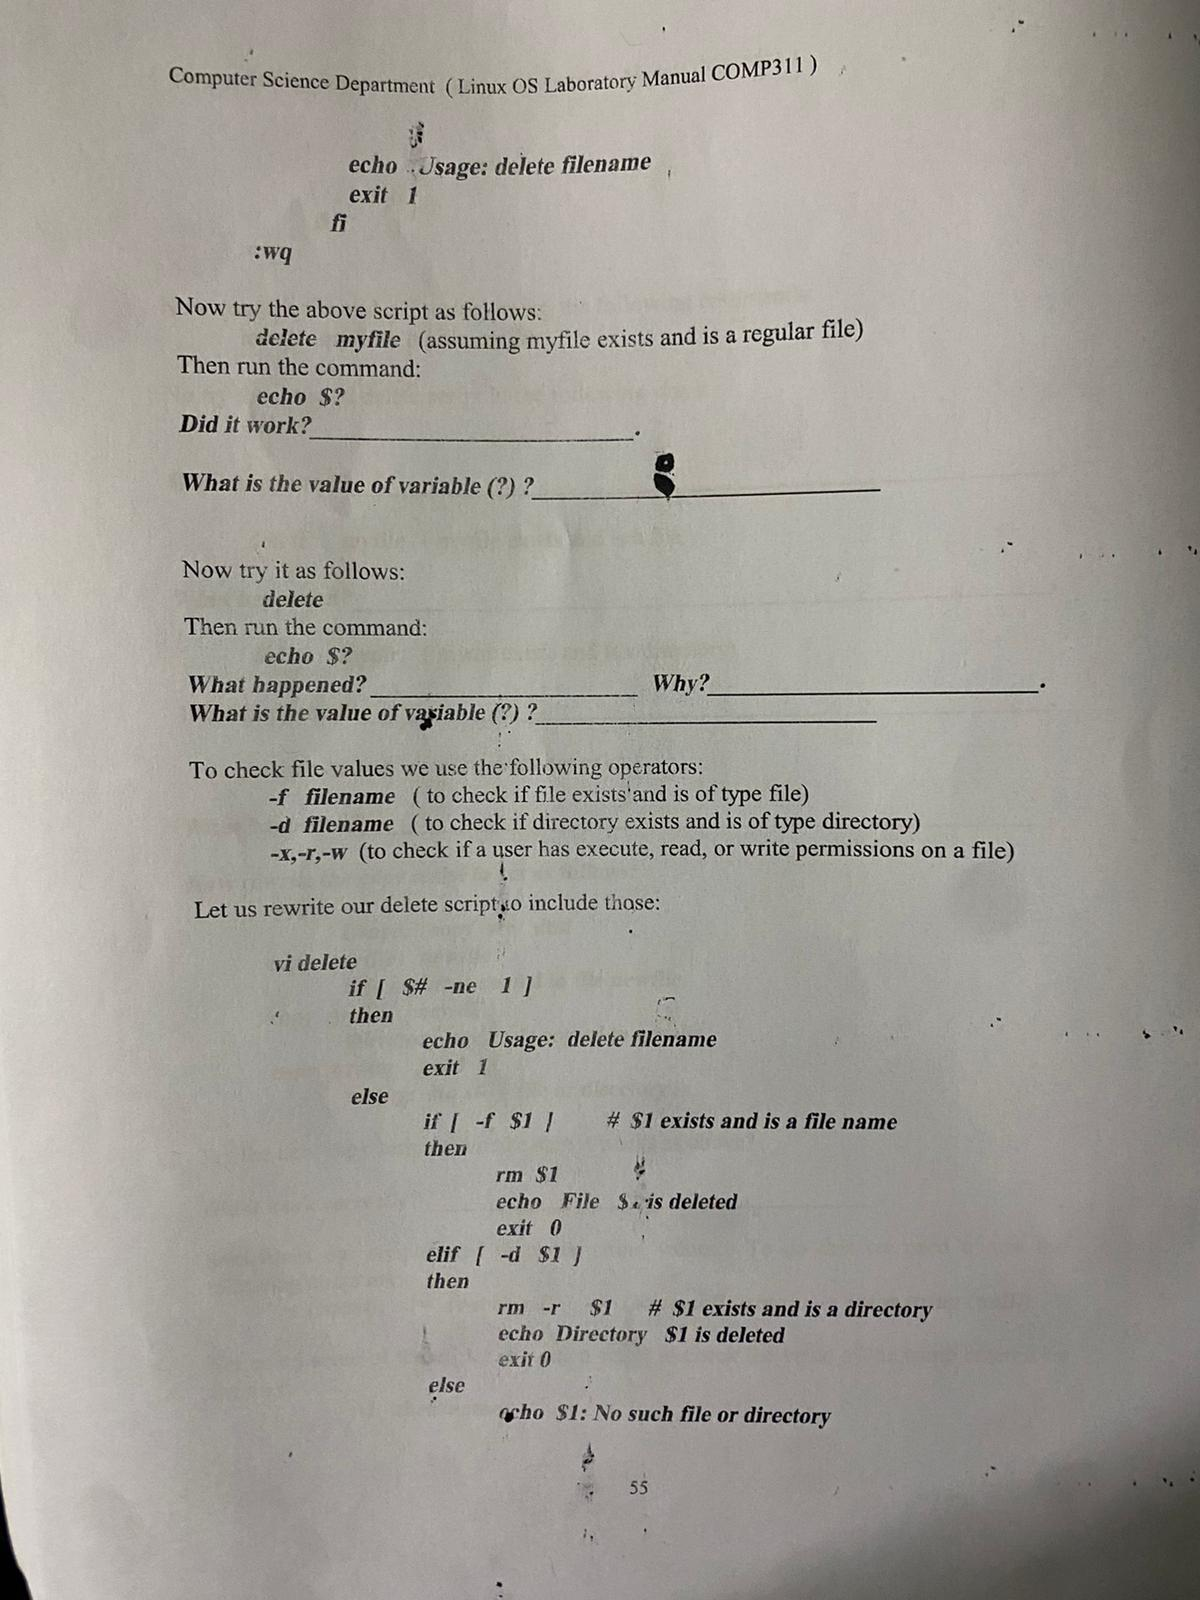 Computer Science Department ( Linux OS Laboratory Manual COMP311 )
echo Usage: delete filename
exit 1
fi
:wq
Now try the above script as follows:
delete myfile (assuming myfile exists and is a regular file)
Then run the command:
echo $?
Did it work?____________________.
What is the value of variable (?) ?____________________
Now try it as follows:
delete
Then run the command:
echo $?
What happened?____________________ Why?____________________.
What is the value of variable (?) ?____________________
To check file values we use the following operators:
-f filename ( to check if file exists and is of type file)
-d filename ( to check if directory exists and is of type directory)
-x,-r,-w (to check if a user has execute, read, or write permissions on a file)
Let us rewrite our delete script to include those:
vi delete
if [ $# -ne 1 ]
then
echo Usage: delete filename
exit 1
else
if [ -f $1 ] # $1 exists and is a file name
then
rm $1
echo File $ is deleted
exit 0
elif [ -d $1 ]
then
rm -r $1 # $1 exists and is a directory
echo Directory $1 is deleted
exit 0
else
echo $1: No such file or directory
55